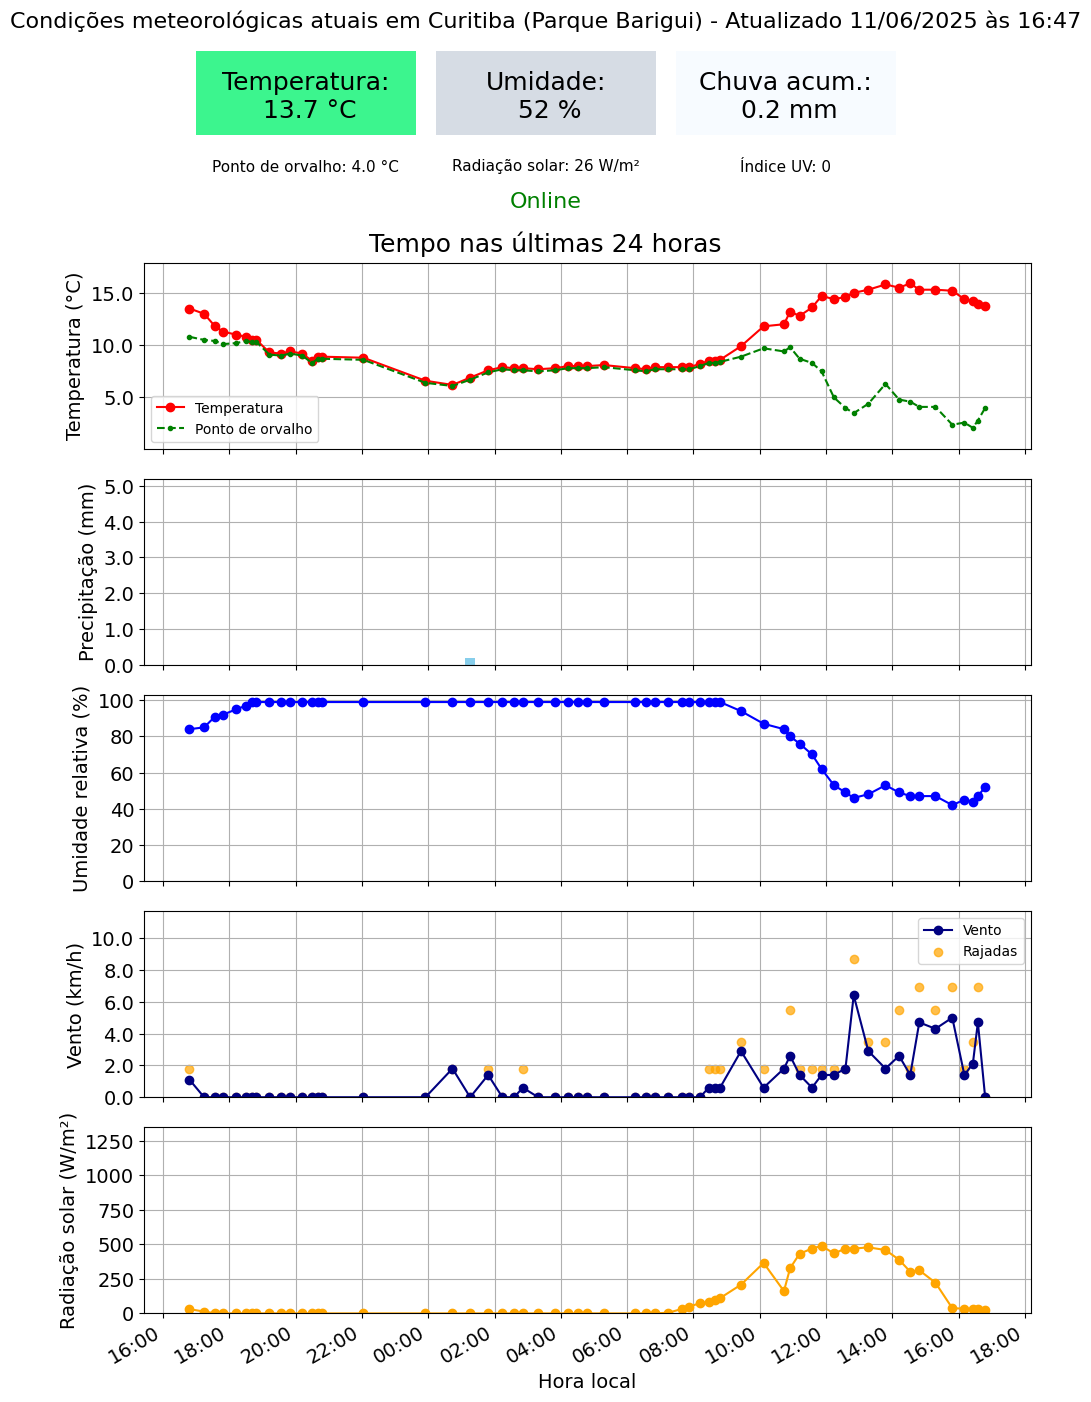 Condições meteorológicas atuais em Curitiba (Parque Barigui) - Atualizado 11/06/2025 às 16:47
Temperatura:
13.7 °C
Umidade:
52 %
Chuva acum.:
0.2 mm
Ponto de orvalho: 4.0 °C
Radiação solar: 26 W/m²
Índice UV: 0
Online
Tempo nas últimas 24 horas
Temperatura (°C)
15.0
10.0
5.0
Temperatura
Ponto de orvalho
Precipitação (mm)
5.0
4.0
3.0
2.0
1.0
0.0
Umidade relativa (%)
100
80
60
40
20
0
Vento (km/h)
10.0
8.0
6.0
4.0
2.0
0.0
Vento
Rajadas
Radiação solar (W/m²)
1250
1000
750
500
250
0
16:00
18:00
20:00
22:00
00:00
02:00
04:00
06:00
08:00
10:00
12:00
14:00
16:00
18:00
Hora local